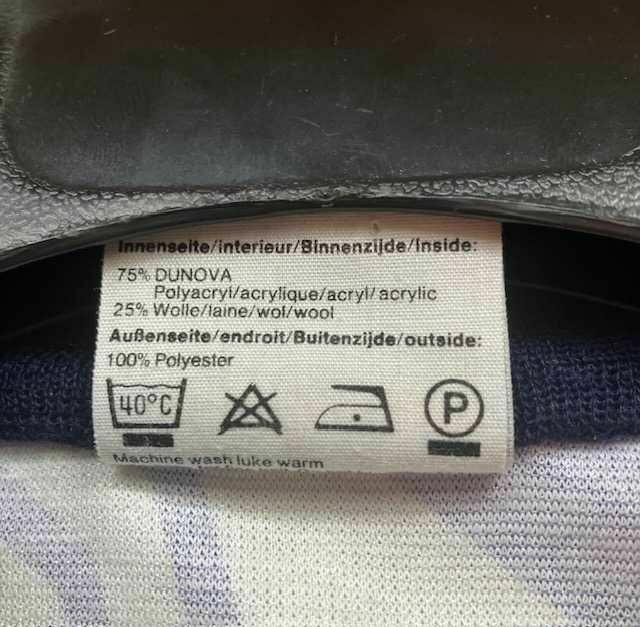 Innenseite/interieur/Binnenzijde/Inside:
75% DUNOVA
Polyacryl/acrylique/acryl/acrylic
25% Wolle/laine/wol/wool
Außenseite/endroit/Buitenzijde/outside:
100% Polyester
40°C P
Machine wash luke warm